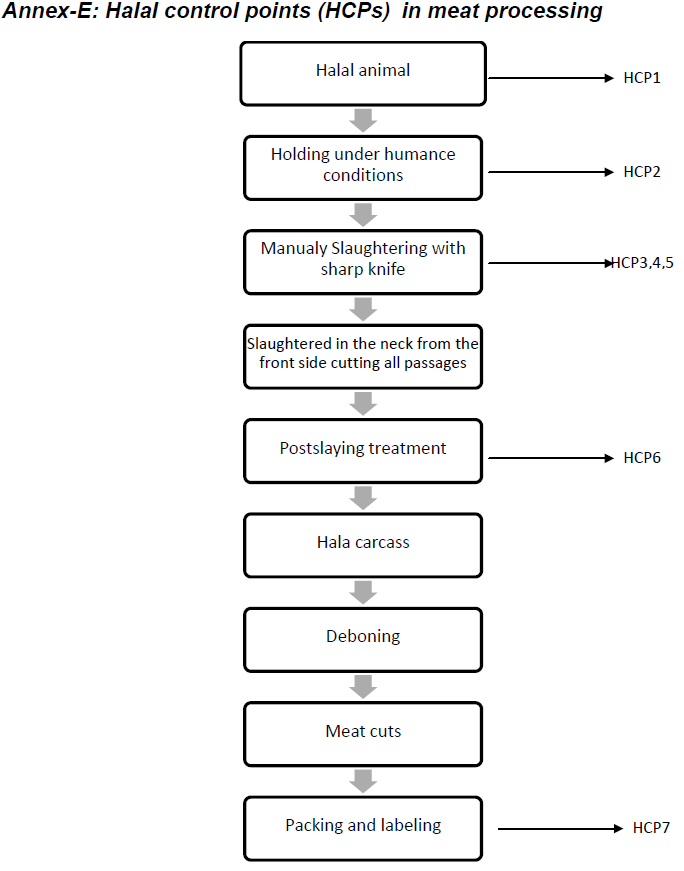 Annex-E: Halal control points (HCPs) in meat processing
Halal animal
HCP1
Holding under humance
conditions
HCP2
Manualy Slaughtering with
sharp knife
HCP3,4,5
Slaughtered in the neck from the
front side cutting all passages
Postslaying treatment
HCP6
Hala carcass
Deboning
Meat cuts
Packing and labeling
HCP7